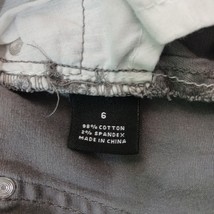 6
98% COTTON
2% SPANDEX
MADE IN CHINA